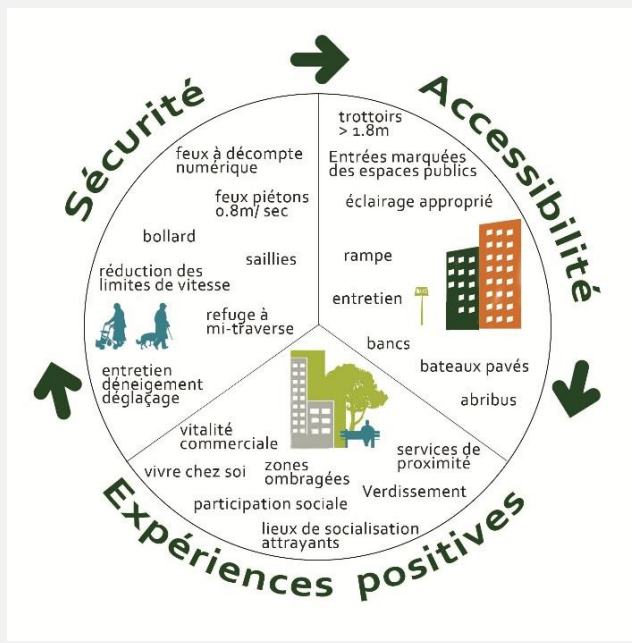 Sécurité
feux à décompte
numérique
feux piétons
0.8m/ sec
bollard
saillies
réduction des
limites de vitesse
refuge à
mi-traverse
entretien
déneigement
déglaçage
Accessibilité
trottoirs
> 1.8m
Entrées marquées
des espaces publics
éclairage approprié
rampe
entretien
bancs
bateaux pavés
abribus
Expériences positives
vitalité
commerciale
services de
proximité
vivre chez soi
zones
ombragées
Verdissement
participation sociale
lieux de socialisation
attrayants